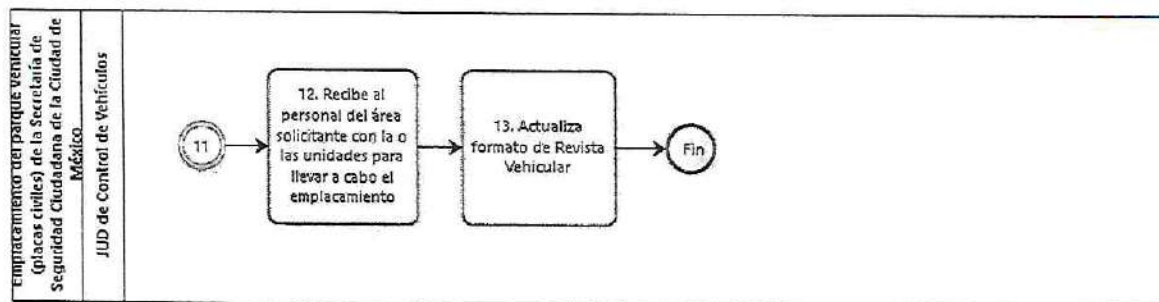 Emplacamiento del parque vehicular
(placas civiles) de la Secretaría de
Seguridad Ciudadana de la Ciudad de
México
JUD de Control de Vehículos
11
12. Recibe al
personal del área
solicitante con la o
las unidades para
llevar a cabo el
emplacamiento
13. Actualiza
formato de Revista
Vehicular
Fin